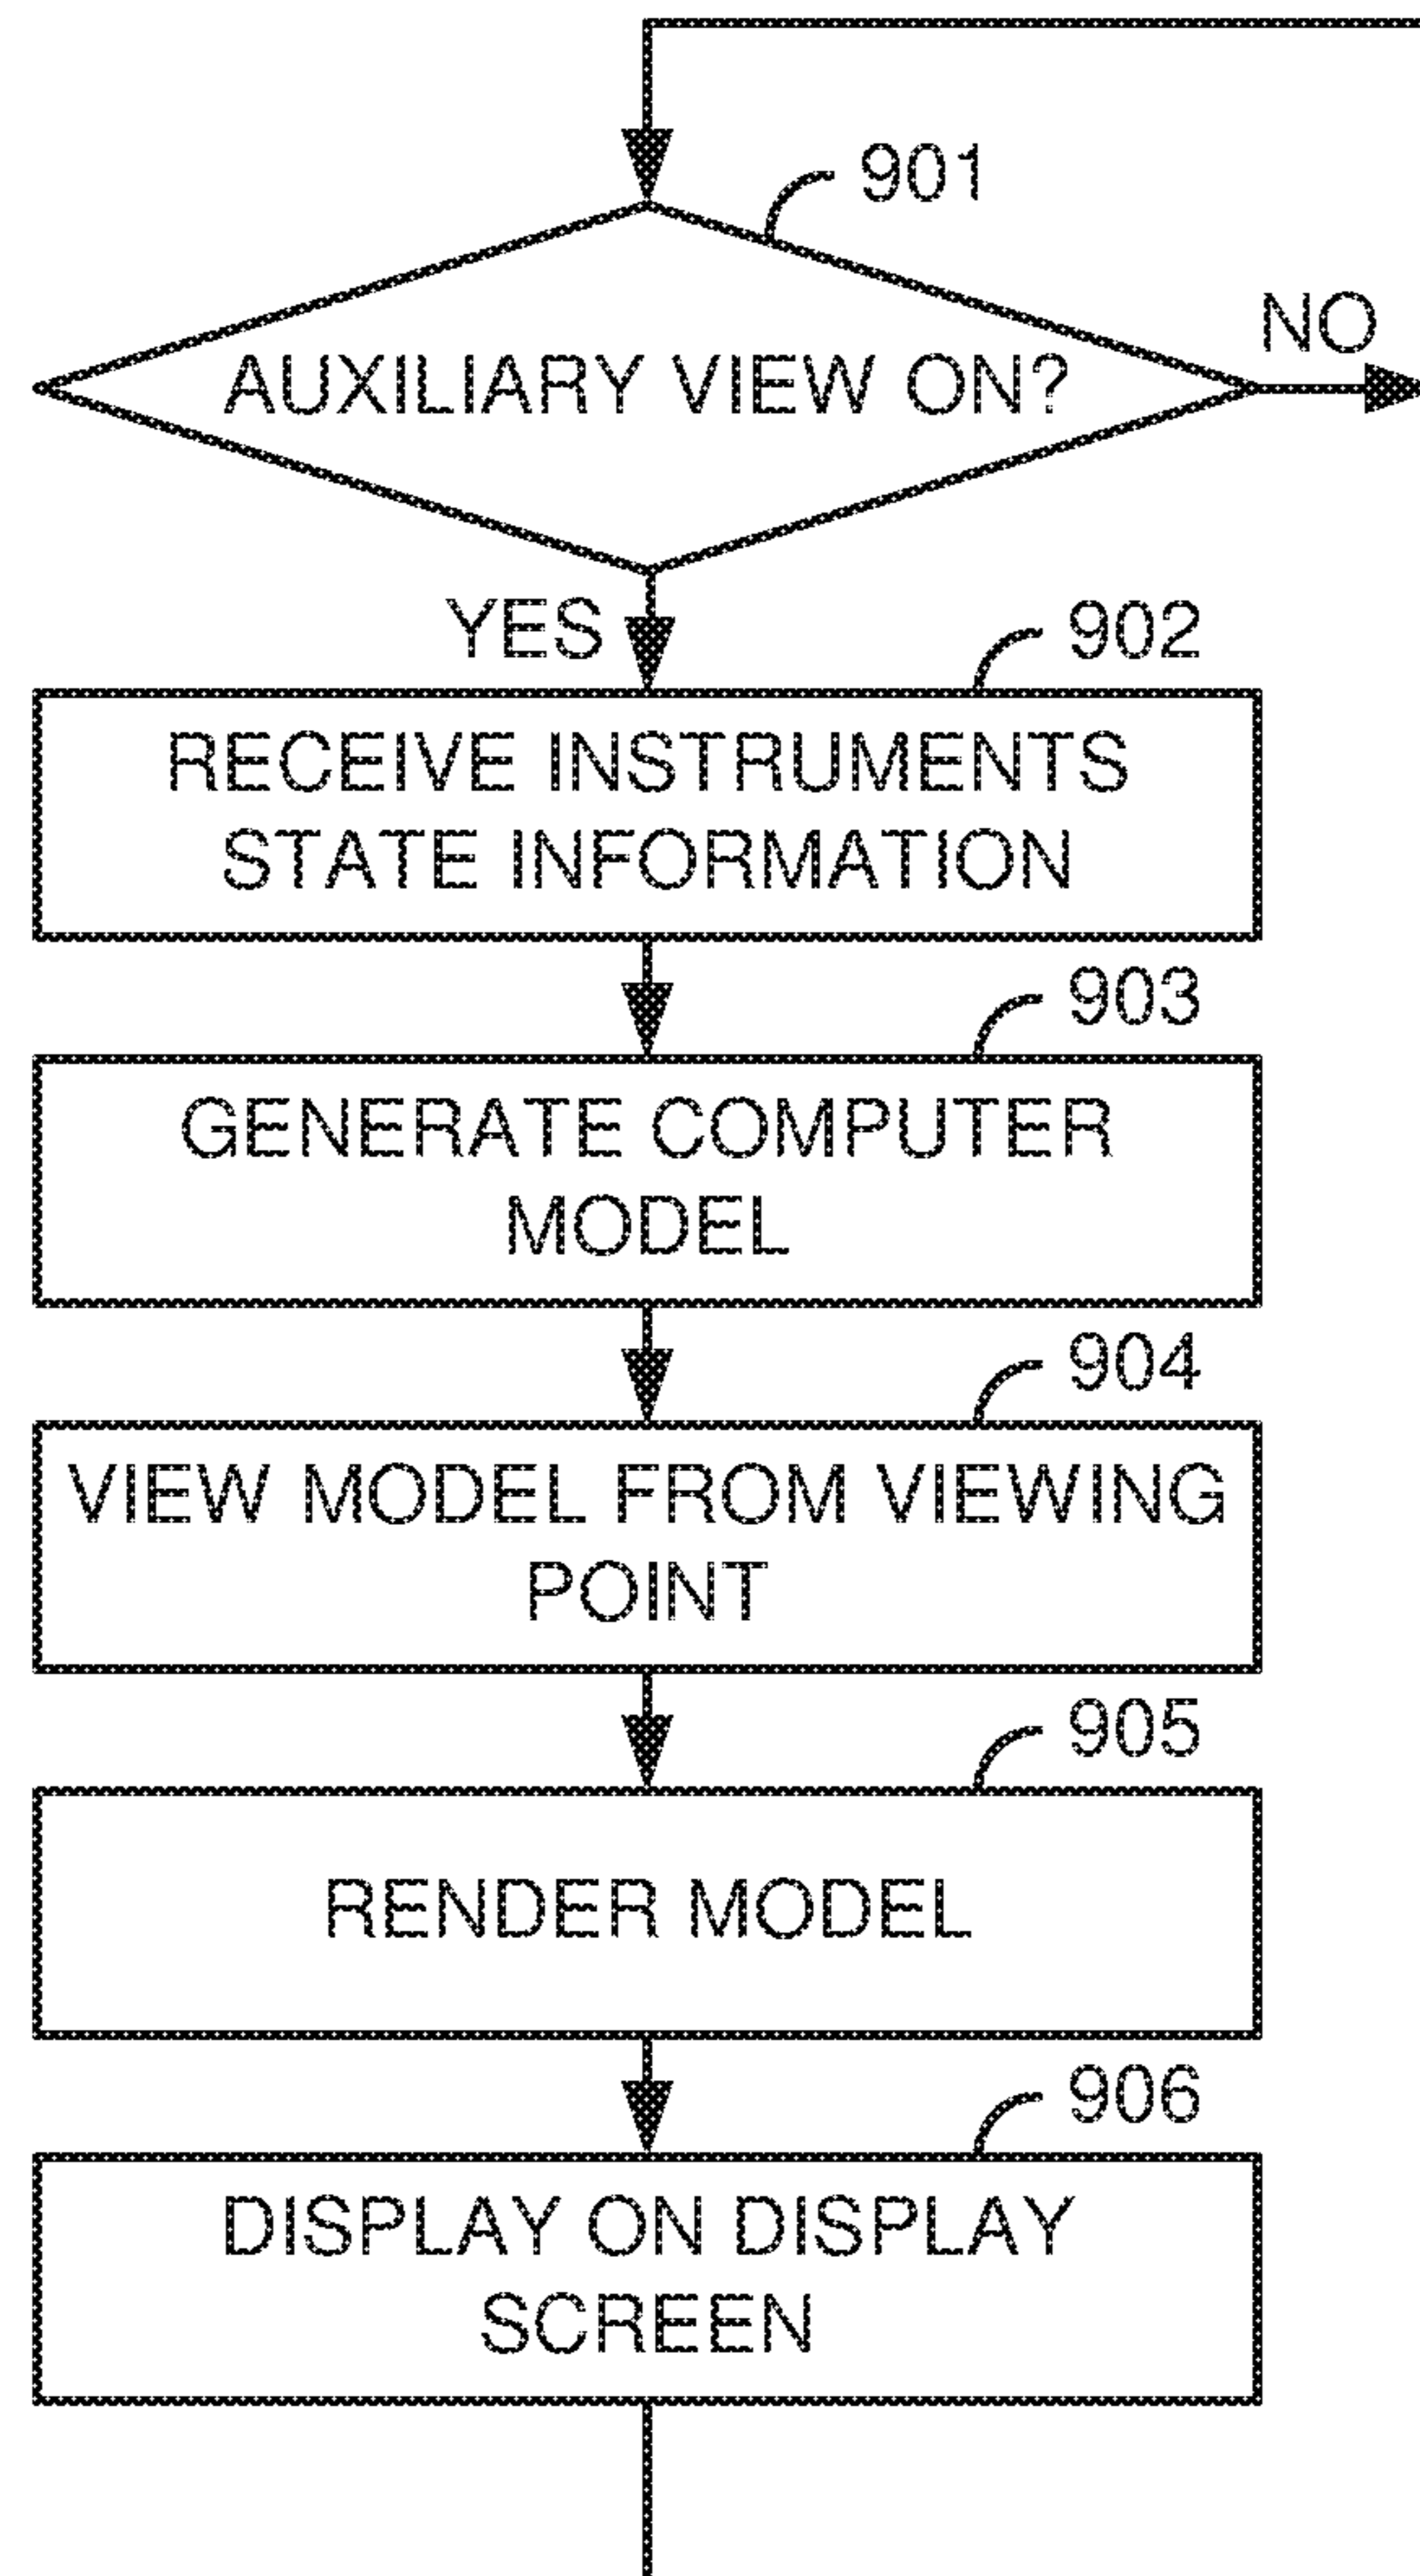 901
AUXILIARY VIEW ON?
NO
YES
902
RECEIVE INSTRUMENTS
STATE INFORMATION
903
GENERATE COMPUTER
MODEL
904
VIEW MODEL FROM VIEWING
POINT
905
RENDER MODEL
906
DISPLAY ON DISPLAY
SCREEN